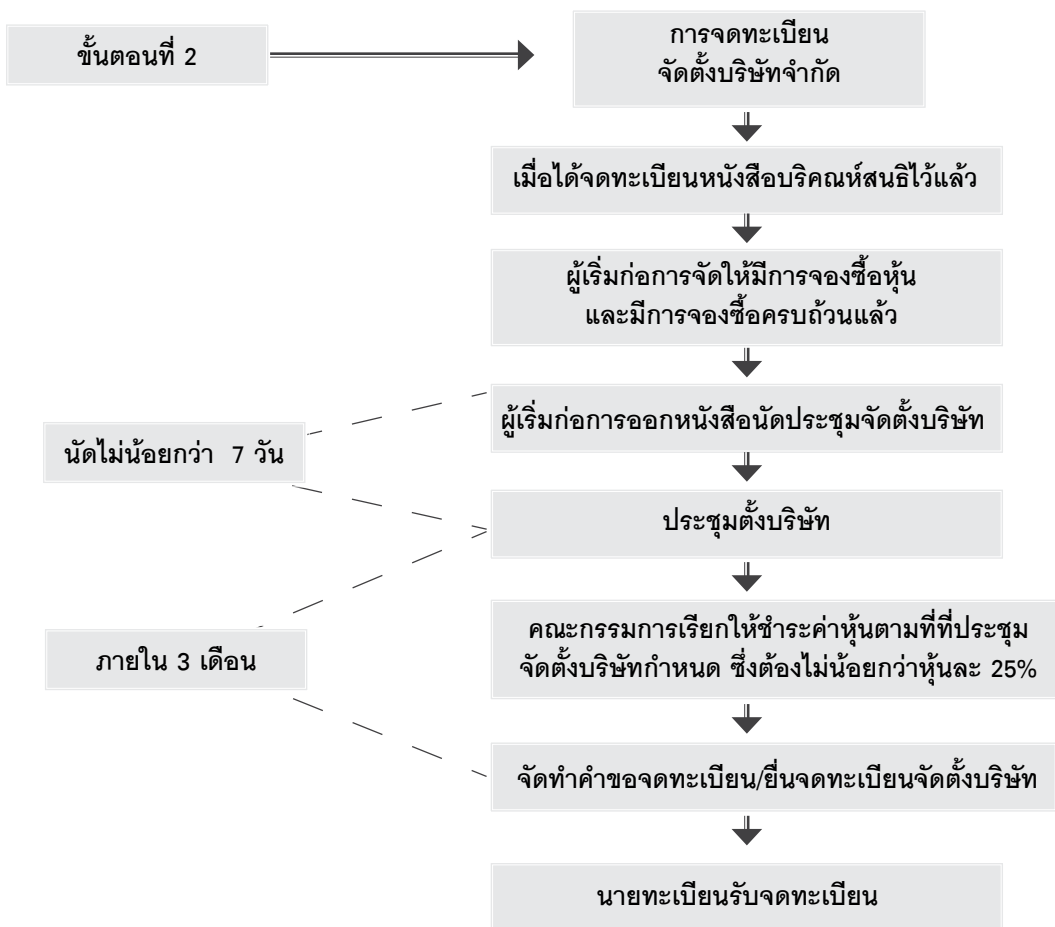 ขั้นตอนที่ 2
การจดทะเบียน
จัดตั้งบริษัทจำกัด
เมื่อได้จดทะเบียนหนังสือบริคณห์สนธิไว้แล้ว
ผู้เริ่มก่อการจัดให้มีการจองซื้อหุ้น
และมีการจองซื้อครบถ้วนแล้ว
ผู้เริ่มก่อการออกหนังสือนัดประชุมจัดตั้งบริษัท
นัดไม่น้อยกว่า 7 วัน
ประชุมตั้งบริษัท
คณะกรรมการเรียกให้ชำระค่าหุ้นตามที่ที่ประชุม
จัดตั้งบริษัทกำหนด ซึ่งต้องไม่น้อยกว่าหุ้นละ 25%
ภายใน 3 เดือน
จัดทำคำขอจดทะเบียน/ยื่นจดทะเบียนจัดตั้งบริษัท
นายทะเบียนรับจดทะเบียน